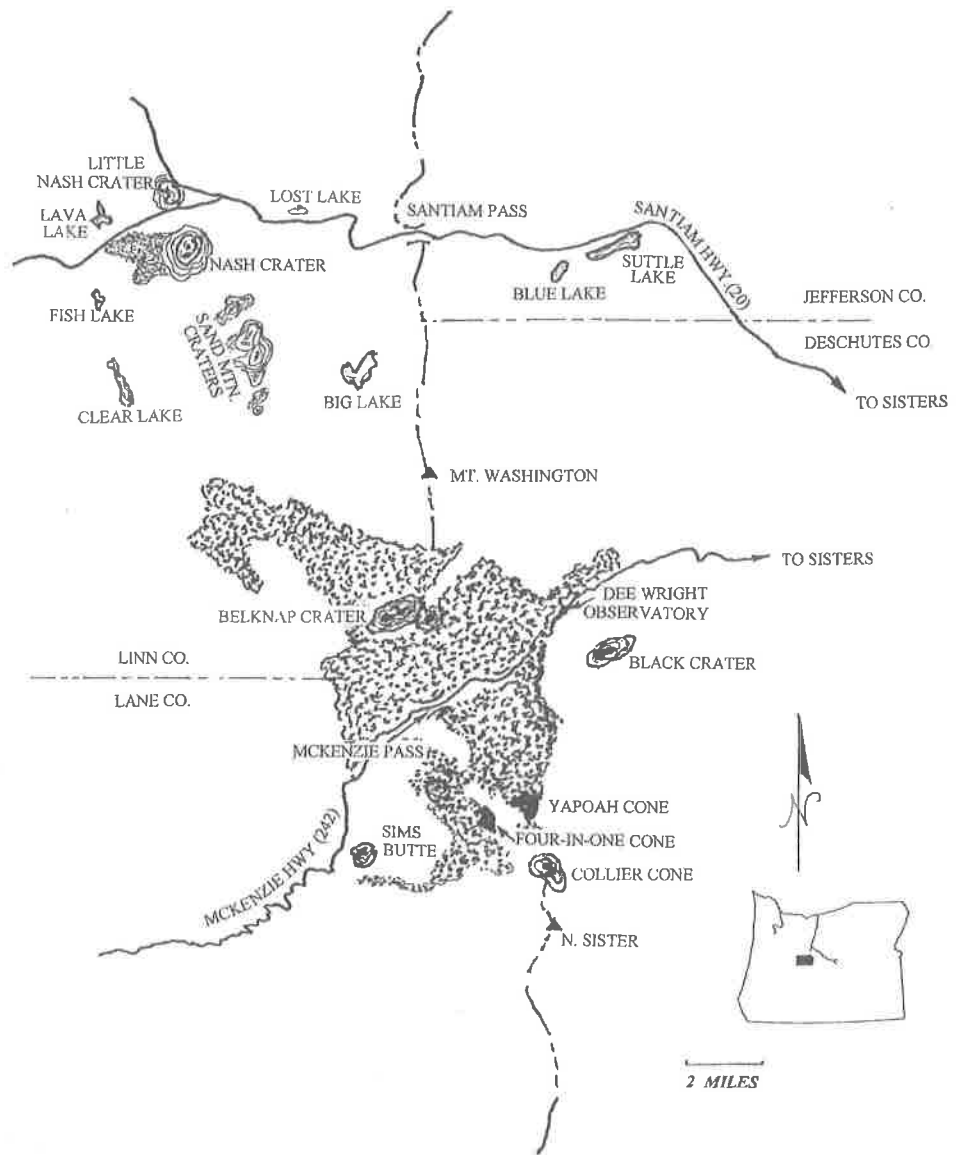 LITTLE
NASH CRATER
LOST LAKE
LAVA
LAKE
SANTIAM PASS
SANTIAM HWY. (20)
NASH CRATER
SUTTLE
LAKE
BLUE LAKE
JEFFERSON CO.
FISH LAKE
SAND MTN.
CRATERS
DESCHUTES CO
CLEAR LAKE
BIG LAKE
TO SISTERS
MT. WASHINGTON
TO SISTERS
DEE WRIGHT
OBSERVATORY
BELKNAP CRATER
LINN CO.
BLACK CRATER
LANE CO.
MCKENZIE PASS
YAPOAH CONE
SIMS
BUTTE
FOUR-IN-ONE CONE
MCKENZIE HWY (242)
COLLIER CONE
N
N. SISTER
2 MILES